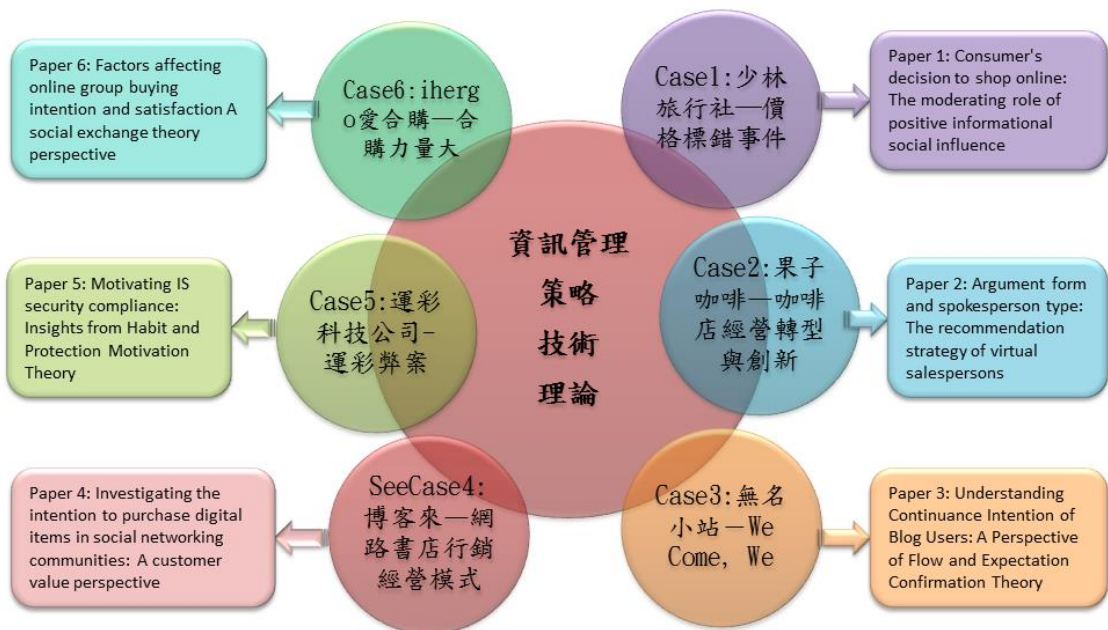 Paper 6: Factors affecting
online group buying
intention and satisfaction A
social exchange theory
perspective
Case6:iherg
o愛合購—合
購力量大
Case1:少林
旅行社—價
格標錯事件
Paper 1: Consumer's
decision to shop online:
The moderating role of
positive informational
social influence
Paper 5: Motivating IS
security compliance:
Insights from Habit and
Protection Motivation
Theory
Case5:運彩
科技公司-
運彩弊案
資訊管理
策略
技術
理論
Case2:果子
咖啡—咖啡
店經營轉型
與創新
Paper 2: Argument form
and spokesperson type:
The recommendation
strategy of virtual
salespersons
Paper 4: Investigating the
intention to purchase digital
items in social networking
communities: A customer
value perspective
SeeCase4:
博客來—網
路書店行銷
經營模式
Case3:無名
小站－We
Come, We
Paper 3: Understanding
Continuance Intention of
Blog Users: A Perspective
of Flow and Expectation
Confirmation Theory